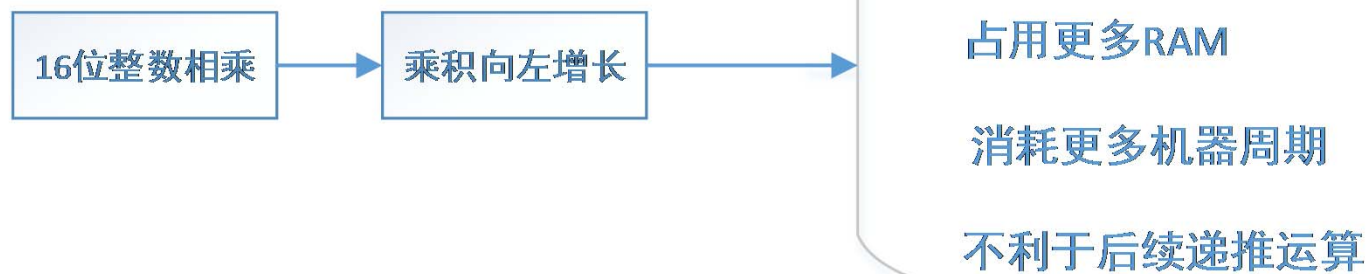 16位整数相乘
乘积向左增长
占用更多RAM
消耗更多机器周期
不利于后续递推运算